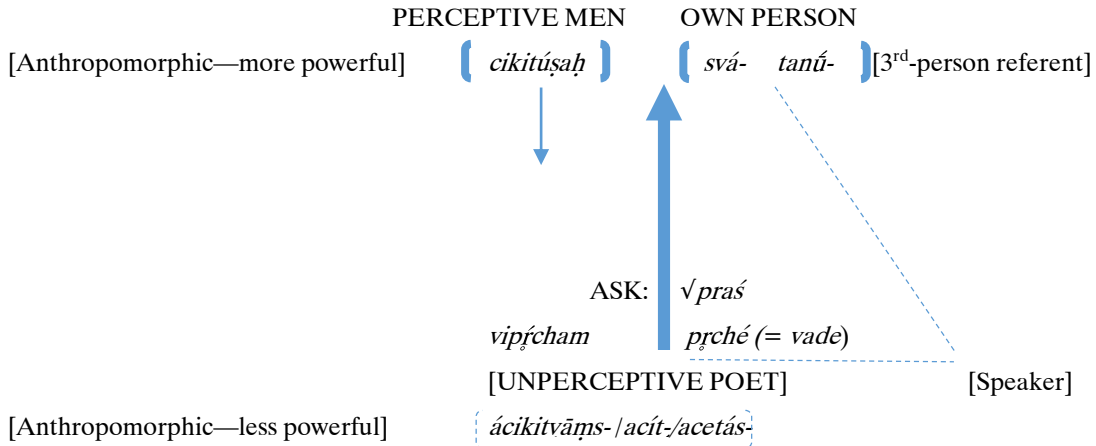 PERCEPTIVE MEN OWN PERSON
[Anthropomorphic—more powerful] cikitúṣaḥ svá- tanū́- [3rd-person referent]
ASK: √praś
vipŕ̥cham pr̥ché (= vade)
[UNPERCEPTIVE POET] [Speaker]
[Anthropomorphic—less powerful] ácikitvāṃs-/acít-/acetás-